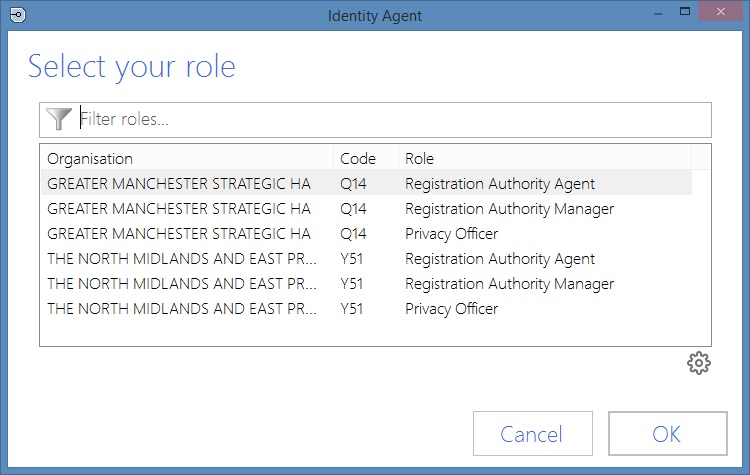 Identity Agent
Select your role
Filter roles...
Organisation Code Role
GREATER MANCHESTER STRATEGIC HA Q14 Registration Authority Agent
GREATER MANCHESTER STRATEGIC HA Q14 Registration Authority Manager
GREATER MANCHESTER STRATEGIC HA Q14 Privacy Officer
THE NORTH MIDLANDS AND EAST PR... Y51 Registration Authority Agent
THE NORTH MIDLANDS AND EAST PR... Y51 Registration Authority Manager
THE NORTH MIDLANDS AND EAST PR... Y51 Privacy Officer
Cancel OK